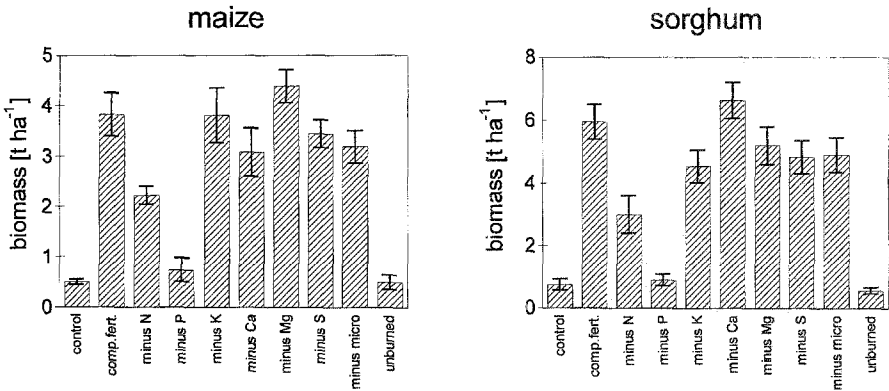 maize
biomass [t ha⁻¹]
5
4
3
2
1
0
control
comp.fert.
minus N
minus P
minus K
minus Ca
minus Mg
minus S
minus micro
unburned
sorghum
biomass [t ha⁻¹]
8
6
4
2
0
control
comp.fert.
minus N
minus P
minus K
minus Ca
minus Mg
minus S
minus micro
unburned